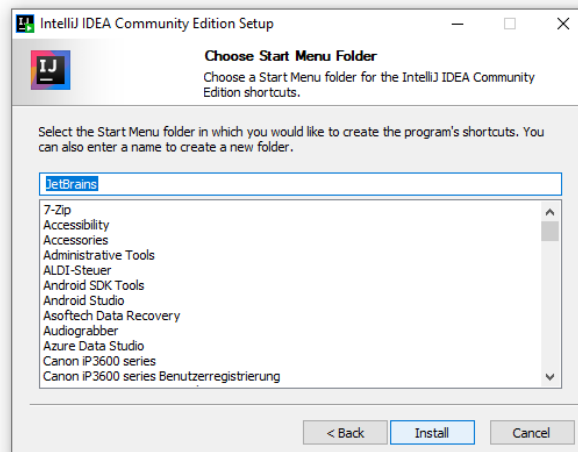 IntelliJ IDEA Community Edition Setup
IJ
Choose Start Menu Folder
Choose a Start Menu folder for the IntelliJ IDEA Community
Edition shortcuts.
Select the Start Menu folder in which you would like to create the program's shortcuts. You
can also enter a name to create a new folder.
JetBrains
7-Zip
Accessibility
Accessories
Administrative Tools
ALDI-Steuer
Android SDK Tools
Android Studio
Asoftech Data Recovery
Audiograbber
Azure Data Studio
Canon iP3600 series
Canon iP3600 series Benutzerregistrierung
< Back
Install
Cancel